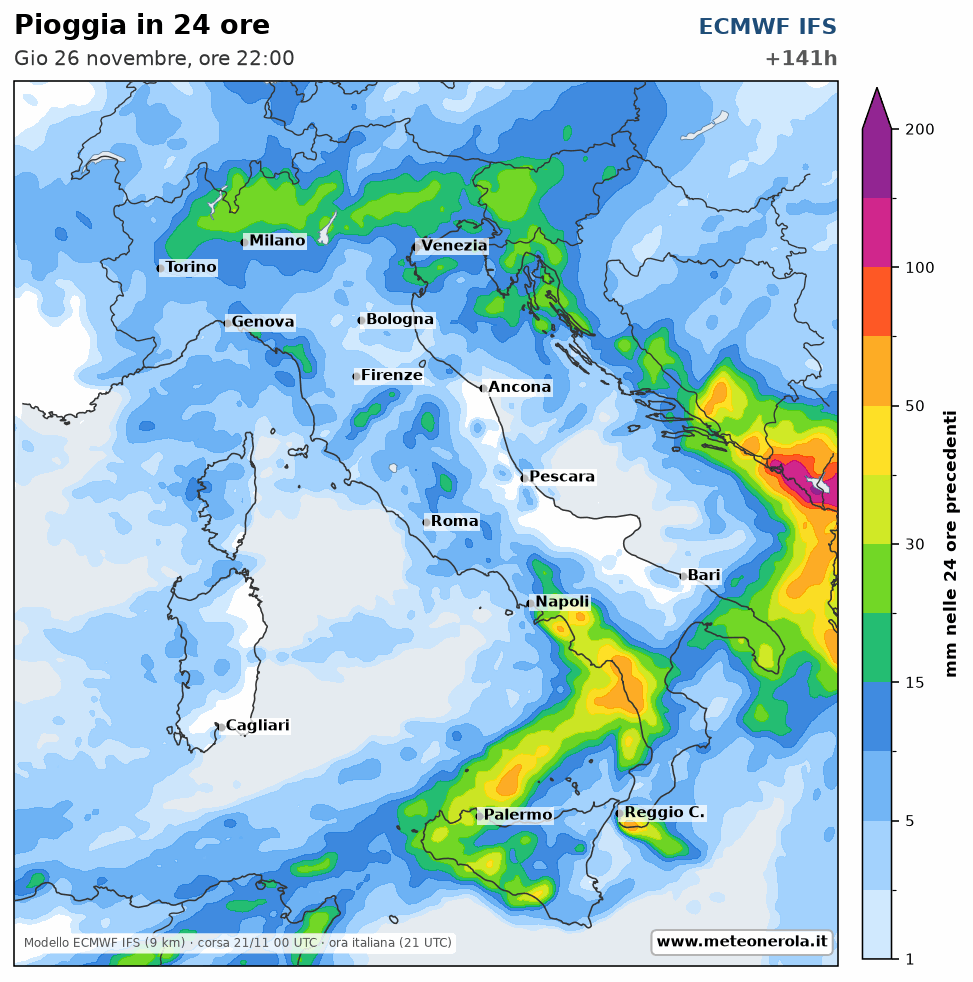 Pioggia in 24 ore
ECMWF IFS
Gio 26 novembre, ore 22:00
+141h
200
100
50
30
15
5
1
mm nelle 24 ore precedenti
Milano
Venezia
Torino
Genova
Bologna
Firenze
Ancona
Pescara
Roma
Bari
Napoli
Cagliari
Palermo
Reggio C.
Modello ECMWF IFS (9 km) · corsa 21/11 00 UTC · ora italiana (21 UTC)
www.meteonerola.it